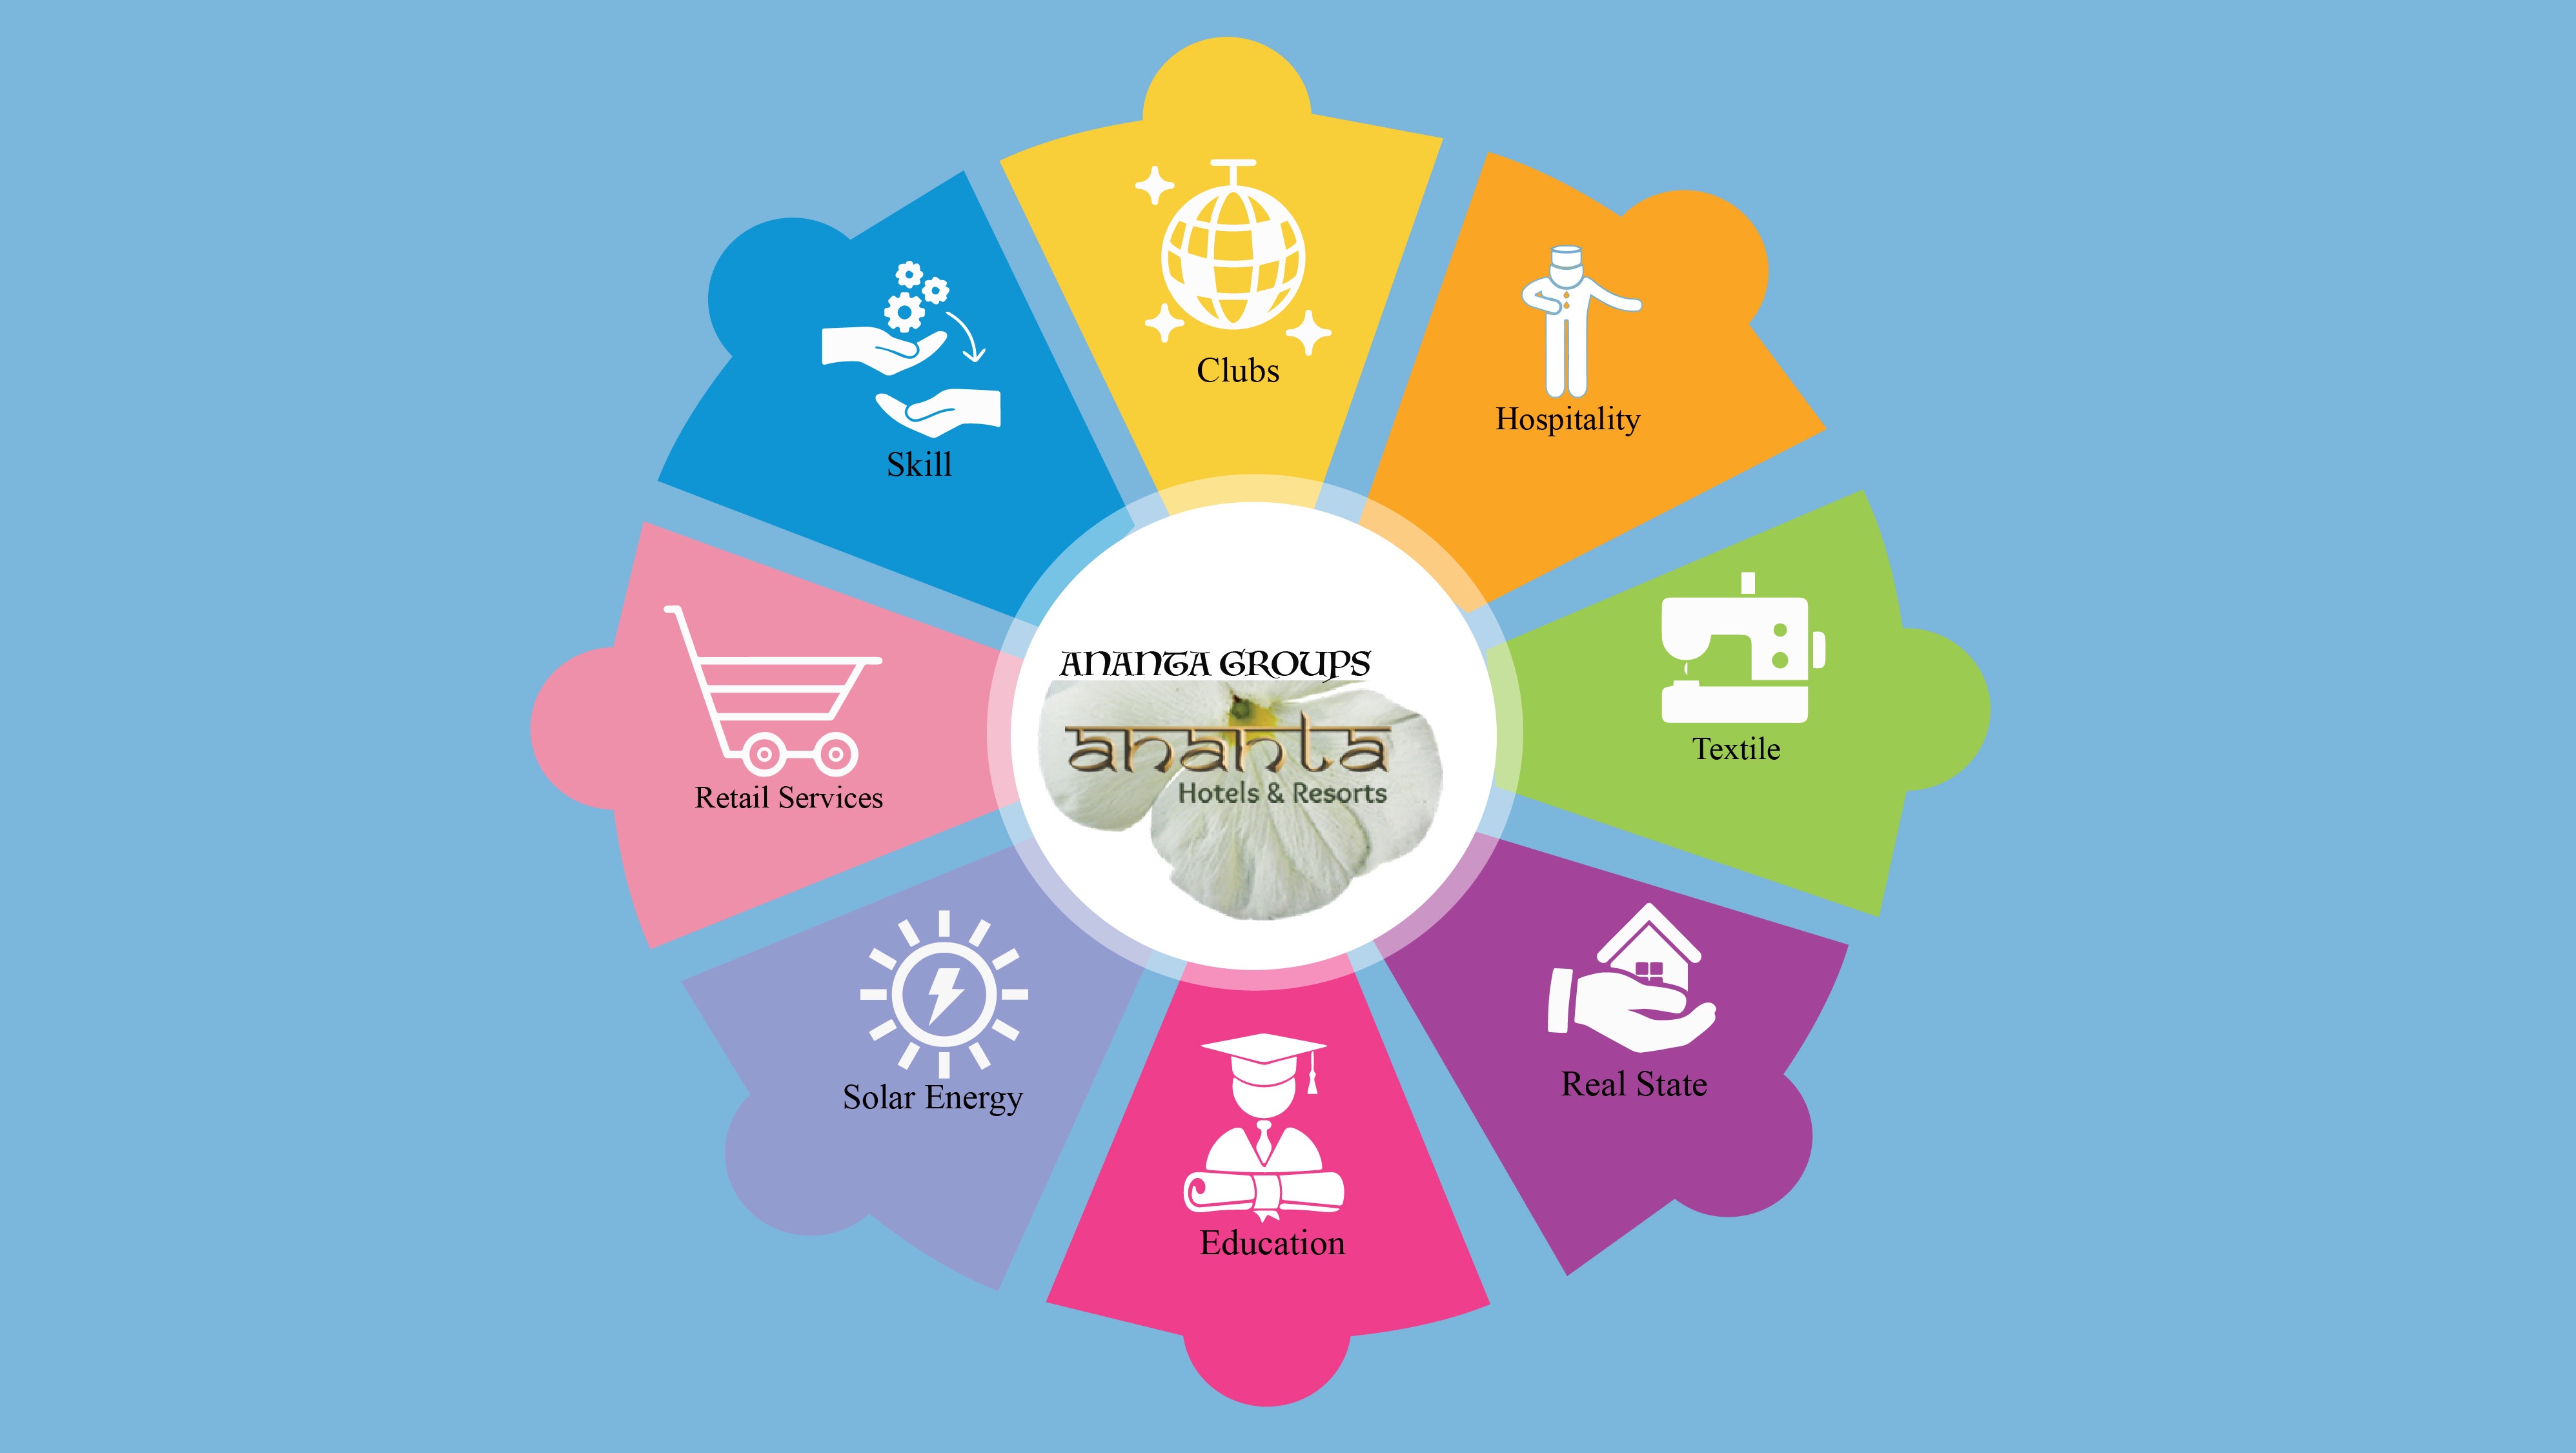 Clubs
Hospitality
Textile
Real State
Education
Solar Energy
Retail Services
Skill
ANANTA GROUPS
ananta
Hotels & Resorts